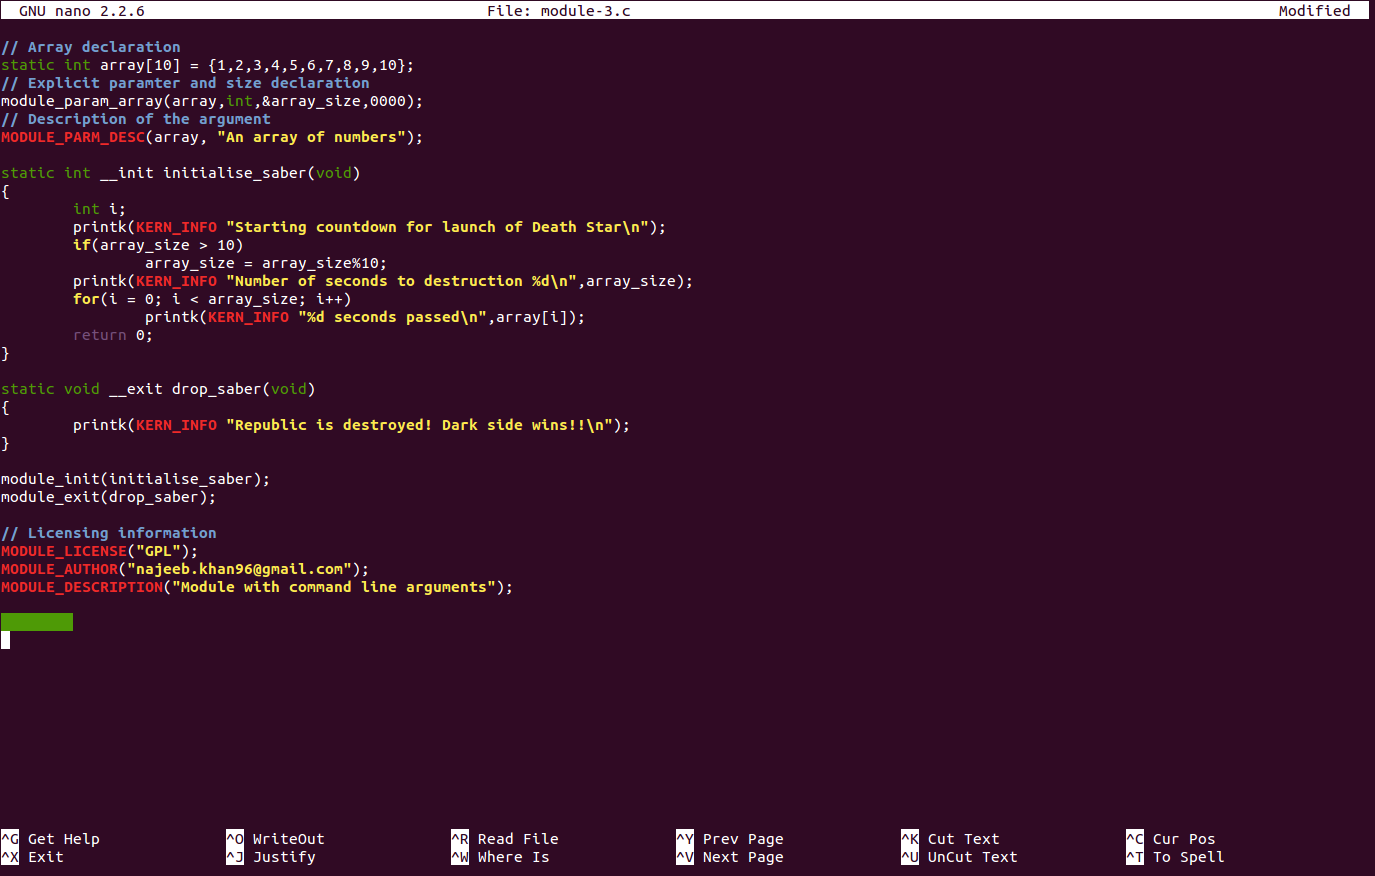 GNU nano 2.2.6 File: module-3.c Modified
// Array declaration
static int array[10] = {1,2,3,4,5,6,7,8,9,10};
// Explicit paramter and size declaration
module_param_array(array,int,&array_size,0000);
// Description of the argument
MODULE_PARM_DESC(array, "An array of numbers");
static int __init initialise_saber(void)
{
int i;
printk(KERN_INFO "Starting countdown for launch of Death Star\n");
if(array_size > 10)
array_size = array_size%10;
printk(KERN_INFO "Number of seconds to destruction %d\n",array_size);
for(i = 0; i < array_size; i++)
printk(KERN_INFO "%d seconds passed\n",array[i]);
return 0;
}
static void __exit drop_saber(void)
{
printk(KERN_INFO "Republic is destroyed! Dark side wins!!\n");
}
module_init(initialise_saber);
module_exit(drop_saber);
// Licensing information
MODULE_LICENSE("GPL");
MODULE_AUTHOR("najeeb.khan96@gmail.com");
MODULE_DESCRIPTION("Module with command line arguments");
^G Get Help ^O WriteOut ^R Read File ^Y Prev Page ^K Cut Text ^C Cur Pos
^X Exit ^J Justify ^W Where Is ^V Next Page ^U UnCut Text ^T To Spell